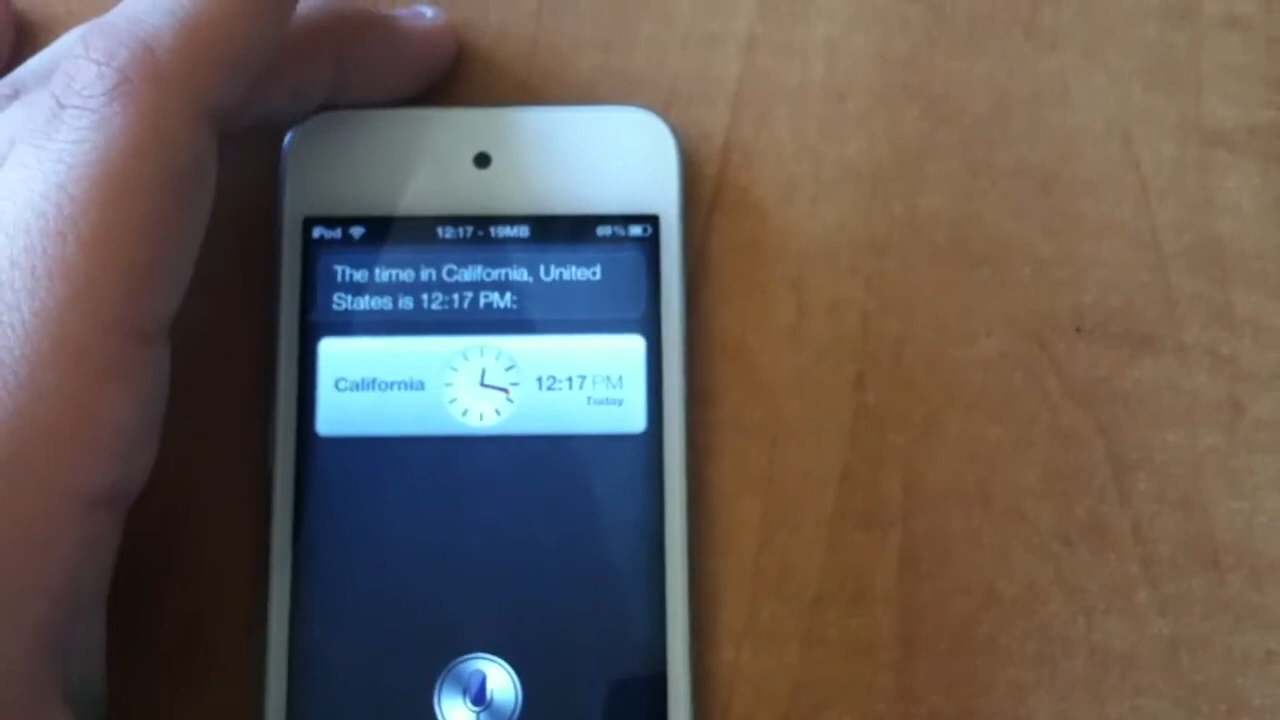 iPod 12:17 - 19MB 69%
The time in California, United
States is 12:17 PM:
California 12:17 PM
Today